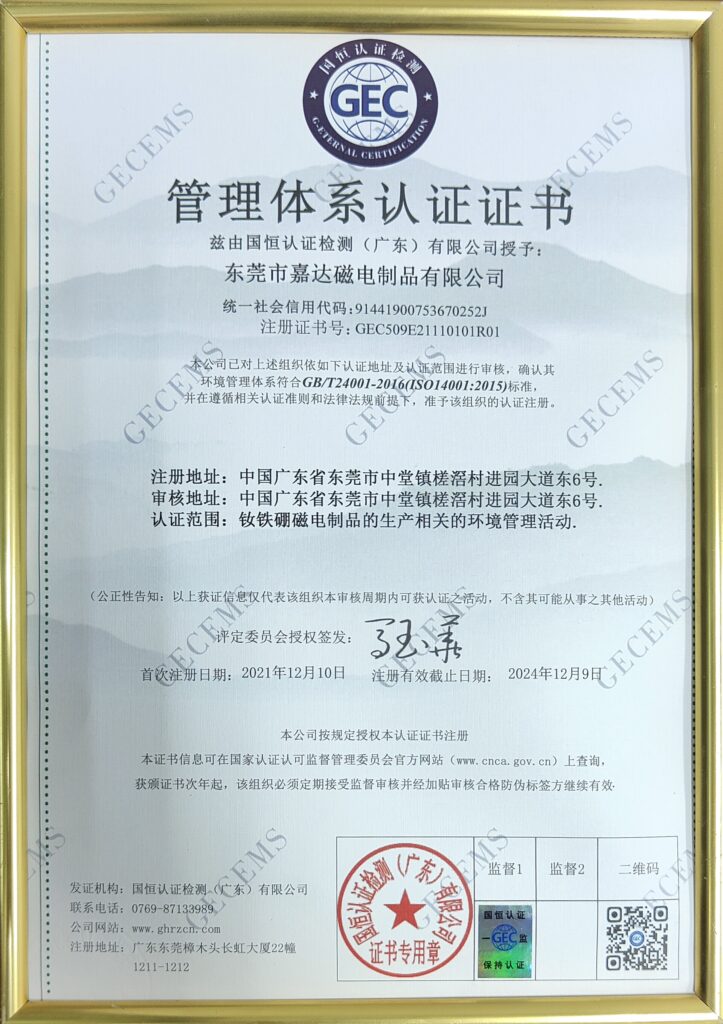 国恒认证检测
GEC
G-ETERNAL CERTIFICATION
管理体系认证证书
兹由国恒认证检测（广东）有限公司授予：
东莞市嘉达磁电制品有限公司
统一社会信用代码：91441900753670252J
注册证书号：GEC509E21110101R01
本公司已对上述组织依如下认证地址及认证范围进行审核，确认其
环境管理体系符合GB/T24001-2016(ISO14001:2015)标准，
并在遵循相关认证准则和法律法规前提下，准予该组织的认证注册。
注册地址：中国广东省东莞市中堂镇槎滘村进园大道东6号.
审核地址：中国广东省东莞市中堂镇槎滘村进园大道东6号.
认证范围：钕铁硼磁电制品的生产相关的环境管理活动.
（公正性告知：以上获证信息仅代表该组织本审核周期内可获认证之活动，不含其可能从事之其他活动）
评定委员会授权签发：
首次注册日期：2021年12月10日 注册有效截止日期：2024年12月9日
本公司按规定授权本认证证书注册
本证书信息可在国家认证认可监督管理委员会官方网站（www.cnca.gov.cn）上查询，
获颁证书次年起，该组织必须定期接受监督审核并经加贴审核合格防伪标签方继续有效
发证机构：国恒认证检测（广东）有限公司
联系电话：0769-87133989
公司网站：www.ghrzcn.com
注册地址：广东东莞樟木头长虹大厦22幢
1211-1212
国恒认证检测（广东）有限公司
证书专用章
监督1 监督2 二维码
国恒认证
一GEC监
保持认证
GECEMS
GECEMS
GECEMS
GECEMS
GECEMS
GECEMS
GECEMS
GECEMS
GECEMS
GECEMS